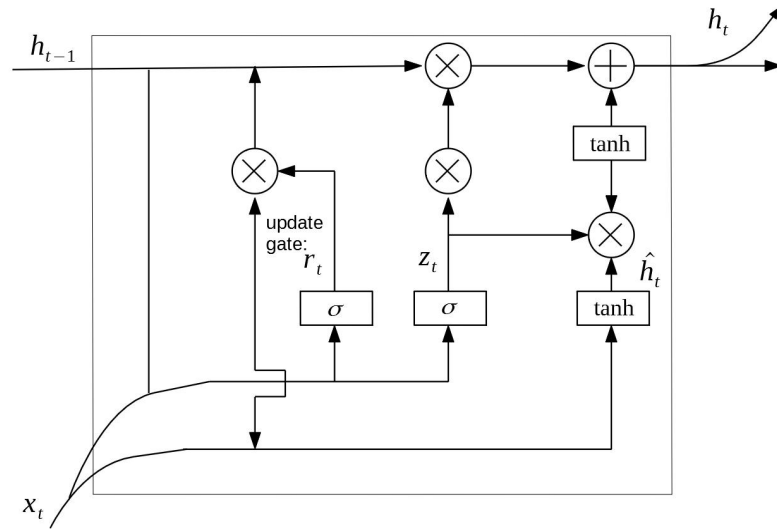 h_t
h_{t-1}
tanh
update
gate:
r_t
z_t
ĥ_t
σ
σ
tanh
x_t